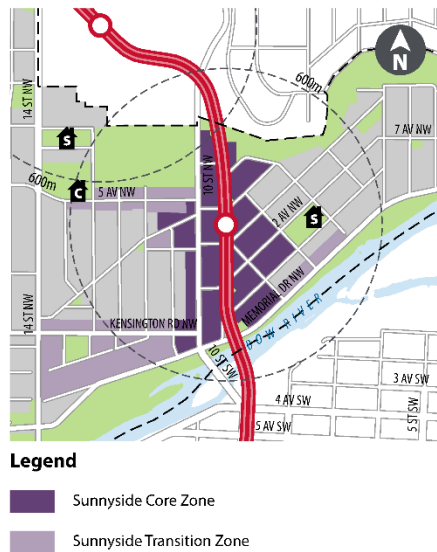 N
600m
14 ST NW
10 ST NW
7 AV NW
S
600m
C
5 AV NW
2 AV NW
S
MEMORIAL DR NW
14 ST NW
KENSINGTON RD NW
BOW RIVER
10 ST SW
3 AV SW
4 AV SW
5 AV SW
5 ST SW
Legend
Sunnyside Core Zone
Sunnyside Transition Zone